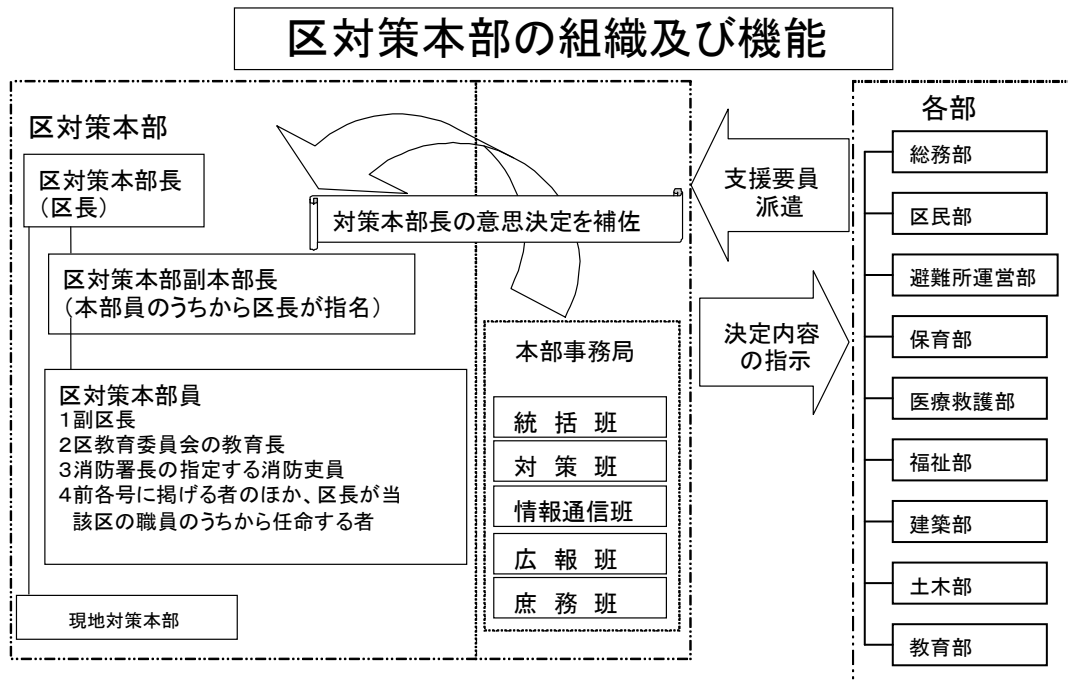 区対策本部の組織及び機能
区対策本部
区対策本部長
（区長）
区対策本部副本部長
（本部員のうちから区長が指名）
区対策本部員
1副区長
2区教育委員会の教育長
3消防署長の指定する消防吏員
4前各号に掲げる者のほか、区長が当
該区の職員のうちから任命する者
現地対策本部
対策本部長の意思決定を補佐
本部事務局
統 括 班
対 策 班
情報通信班
広 報 班
庶 務 班
支援要員
派遣
決定内容
の指示
各部
総務部
区民部
避難所運営部
保育部
医療救護部
福祉部
建築部
土木部
教育部